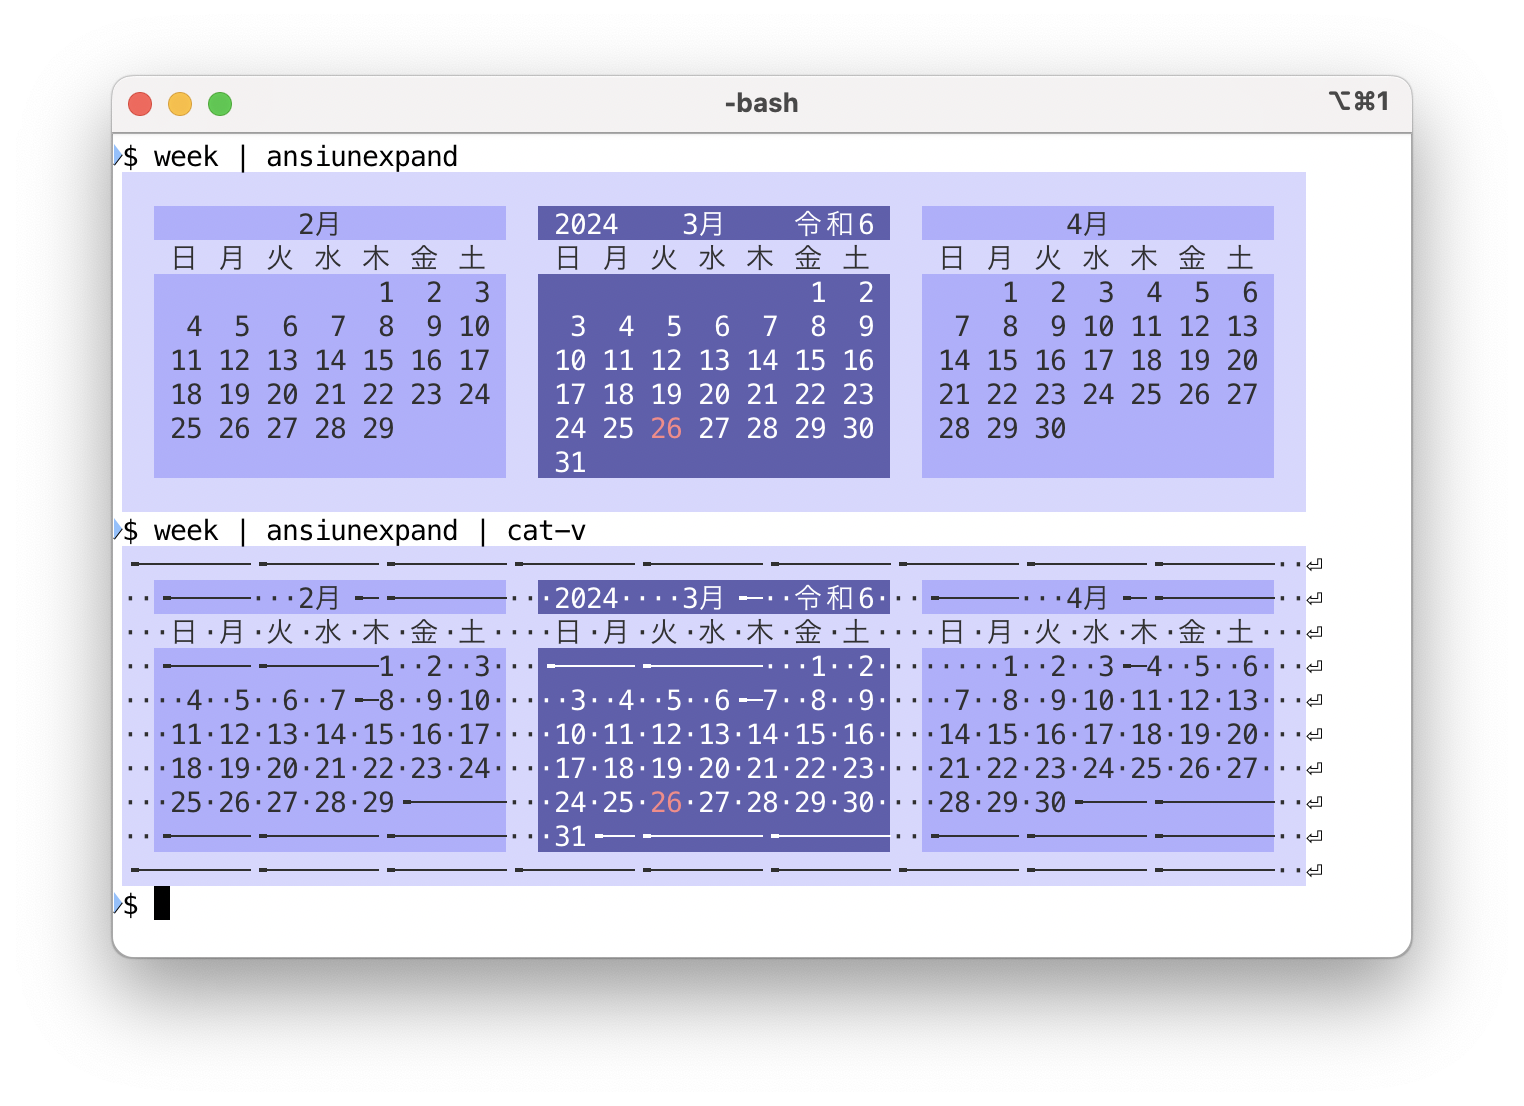 -bash ⌥⌘1
$ week | ansiunexpand
2月 2024 3月 令和6 4月
日 月 火 水 木 金 土 日 月 火 水 木 金 土 日 月 火 水 木 金 土
1 2 3 1 2 1 2 3 4 5 6
4 5 6 7 8 9 10 3 4 5 6 7 8 9 7 8 9 10 11 12 13
11 12 13 14 15 16 17 10 11 12 13 14 15 16 14 15 16 17 18 19 20
18 19 20 21 22 23 24 17 18 19 20 21 22 23 21 22 23 24 25 26 27
25 26 27 28 29 24 25 26 27 28 29 30 28 29 30
31
$ week | ansiunexpand | cat-v
╺───────╺───────╺───────╺───────╺───────╺───────╺───────╺───────╺───────··⏎
··╺─────···2月╺─╺───────···2024····3月╺─··令和6···╺─────···4月╺─╺───────··⏎
···日·月·火·水·木·金·土····日·月·火·水·木·金·土····日·月·火·水·木·金·土···⏎
··╺─────╺───────1··2··3···╺─────╺───────···1··2·······1··2··3╺─4··5··6···⏎
····4··5··6··7╺─8··9·10·····3··4··5··6╺─7··8··9·····7··8··9·10·11·12·13···⏎
···11·12·13·14·15·16·17····10·11·12·13·14·15·16····14·15·16·17·18·19·20···⏎
···18·19·20·21·22·23·24····17·18·19·20·21·22·23····21·22·23·24·25·26·27···⏎
···25·26·27·28·29╺──────···24·25·26·27·28·29·30····28·29·30╺─────╺───────··⏎
··╺─────╺───────╺───────···31╺──╺───────╺───────··╺─────╺───────╺───────··⏎
╺───────╺───────╺───────╺───────╺───────╺───────╺───────╺───────╺───────··⏎
$